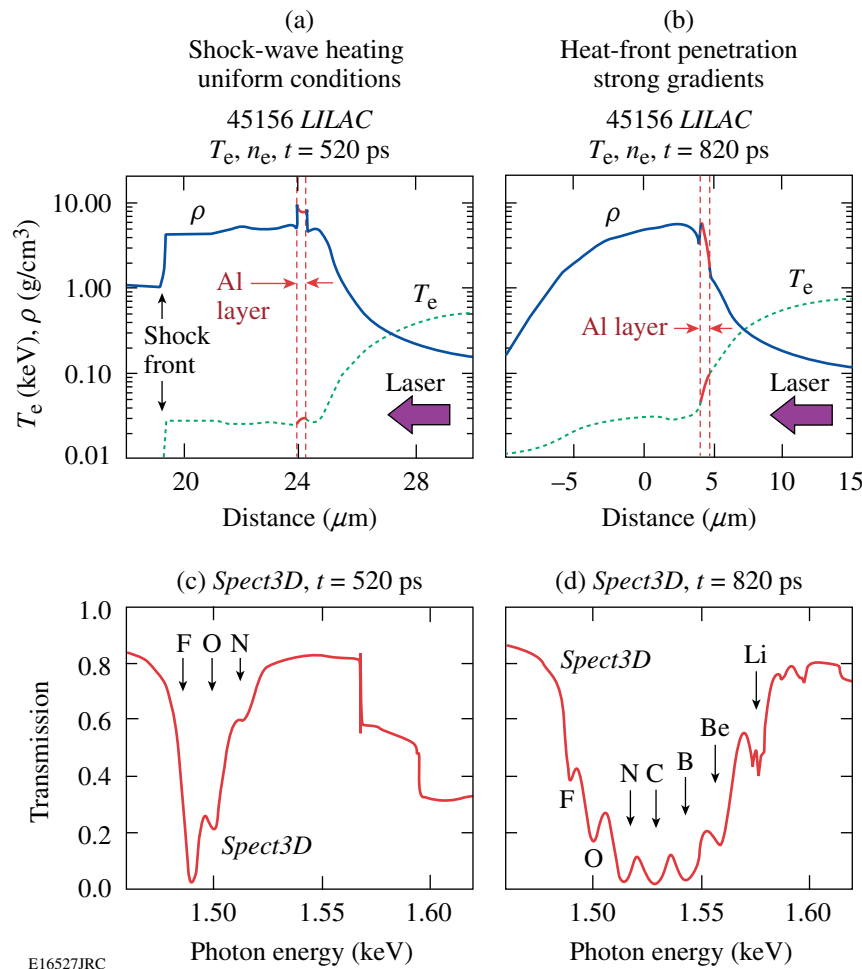 (a)
Shock-wave heating
uniform conditions
45156 LILAC
Te, ne, t = 520 ps
10.00
1.00
0.10
0.01
Te (keV), ρ (g/cm³)
ρ
Al
layer
Te
Shock
front
Laser
20
24
28
Distance (μm)
(b)
Heat-front penetration
strong gradients
45156 LILAC
Te, ne, t = 820 ps
ρ
Te
Al layer
Laser
–5
0
5
10
15
Distance (μm)
(c) Spect3D, t = 520 ps
1.0
0.8
0.6
0.4
0.2
0.0
Transmission
F O N
Spect3D
1.50
1.55
1.60
Photon energy (keV)
(d) Spect3D, t = 820 ps
Spect3D
Li
Be
B
N C
F
O
1.50
1.55
1.60
Photon energy (keV)
E16527JRC